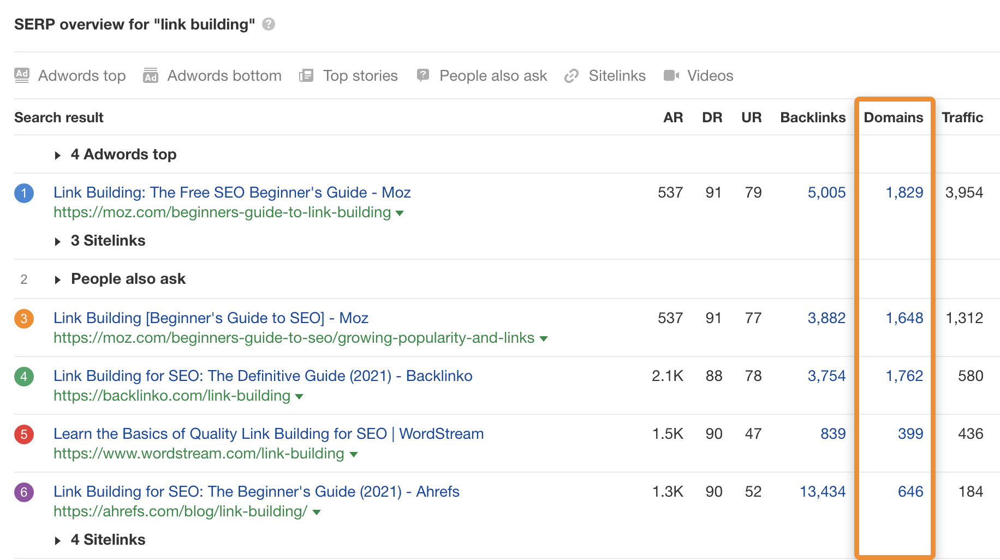 SERP overview for "link building" ?
Ad Adwords top Ad Adwords bottom Top stories ? People also ask Sitelinks Videos
Search result AR DR UR Backlinks Domains Traffic
4 Adwords top
1 Link Building: The Free SEO Beginner's Guide - Moz 537 91 79 5,005 1,829 3,954
https://moz.com/beginners-guide-to-link-building
3 Sitelinks
2 People also ask
3 Link Building [Beginner's Guide to SEO] - Moz 537 91 77 3,882 1,648 1,312
https://moz.com/beginners-guide-to-seo/growing-popularity-and-links
4 Link Building for SEO: The Definitive Guide (2021) - Backlinko 2.1K 88 78 3,754 1,762 580
https://backlinko.com/link-building
5 Learn the Basics of Quality Link Building for SEO | WordStream 1.5K 90 47 839 399 436
https://www.wordstream.com/link-building
6 Link Building for SEO: The Beginner's Guide (2021) - Ahrefs 1.3K 90 52 13,434 646 184
https://ahrefs.com/blog/link-building/
4 Sitelinks